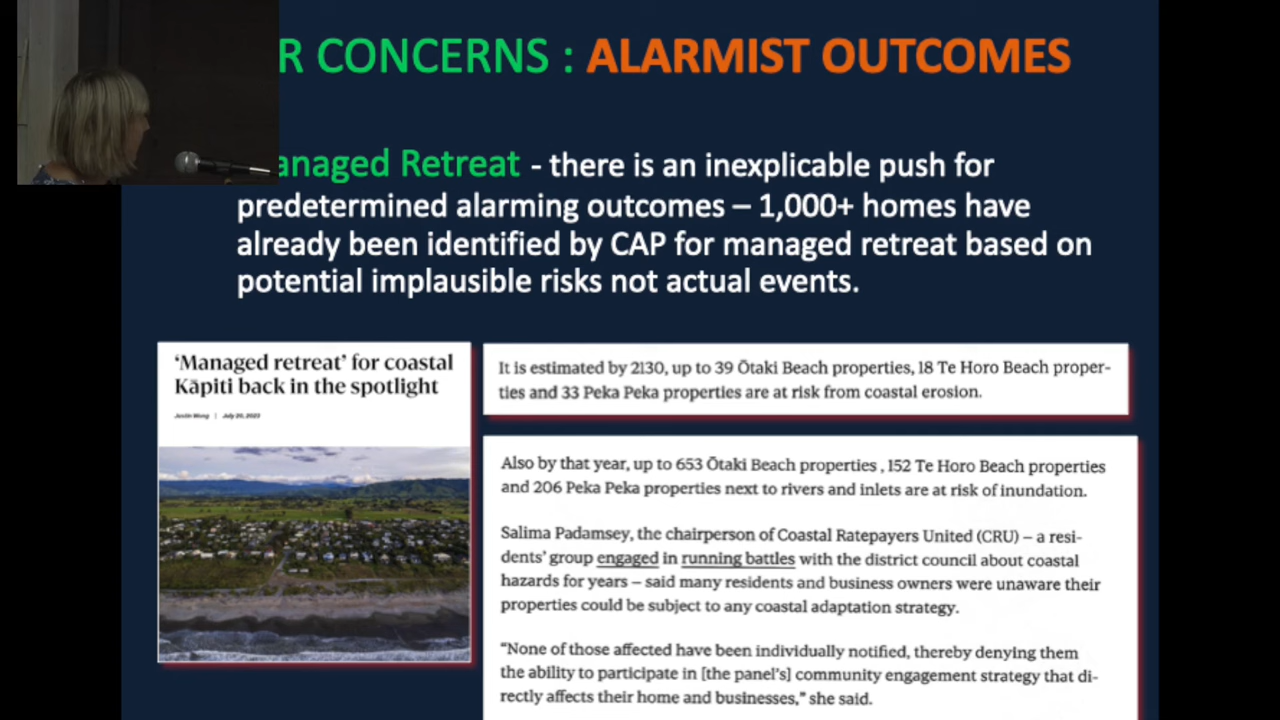 R CONCERNS : ALARMIST OUTCOMES
anaged Retreat - there is an inexplicable push for
predetermined alarming outcomes – 1,000+ homes have
already been identified by CAP for managed retreat based on
potential implausible risks not actual events.
‘Managed retreat’ for coastal
Kāpiti back in the spotlight
Justin Wong | July 20, 2023
It is estimated by 2130, up to 39 Ōtaki Beach properties, 18 Te Horo Beach proper-
ties and 33 Peka Peka properties are at risk from coastal erosion.
Also by that year, up to 653 Ōtaki Beach properties , 152 Te Horo Beach properties
and 206 Peka Peka properties next to rivers and inlets are at risk of inundation.
Salima Padamsey, the chairperson of Coastal Ratepayers United (CRU) – a resi-
dents’ group engaged in running battles with the district council about coastal
hazards for years – said many residents and business owners were unaware their
properties could be subject to any coastal adaptation strategy.
“None of those affected have been individually notified, thereby denying them
the ability to participate in [the panel’s] community engagement strategy that di-
rectly affects their home and businesses,” she said.